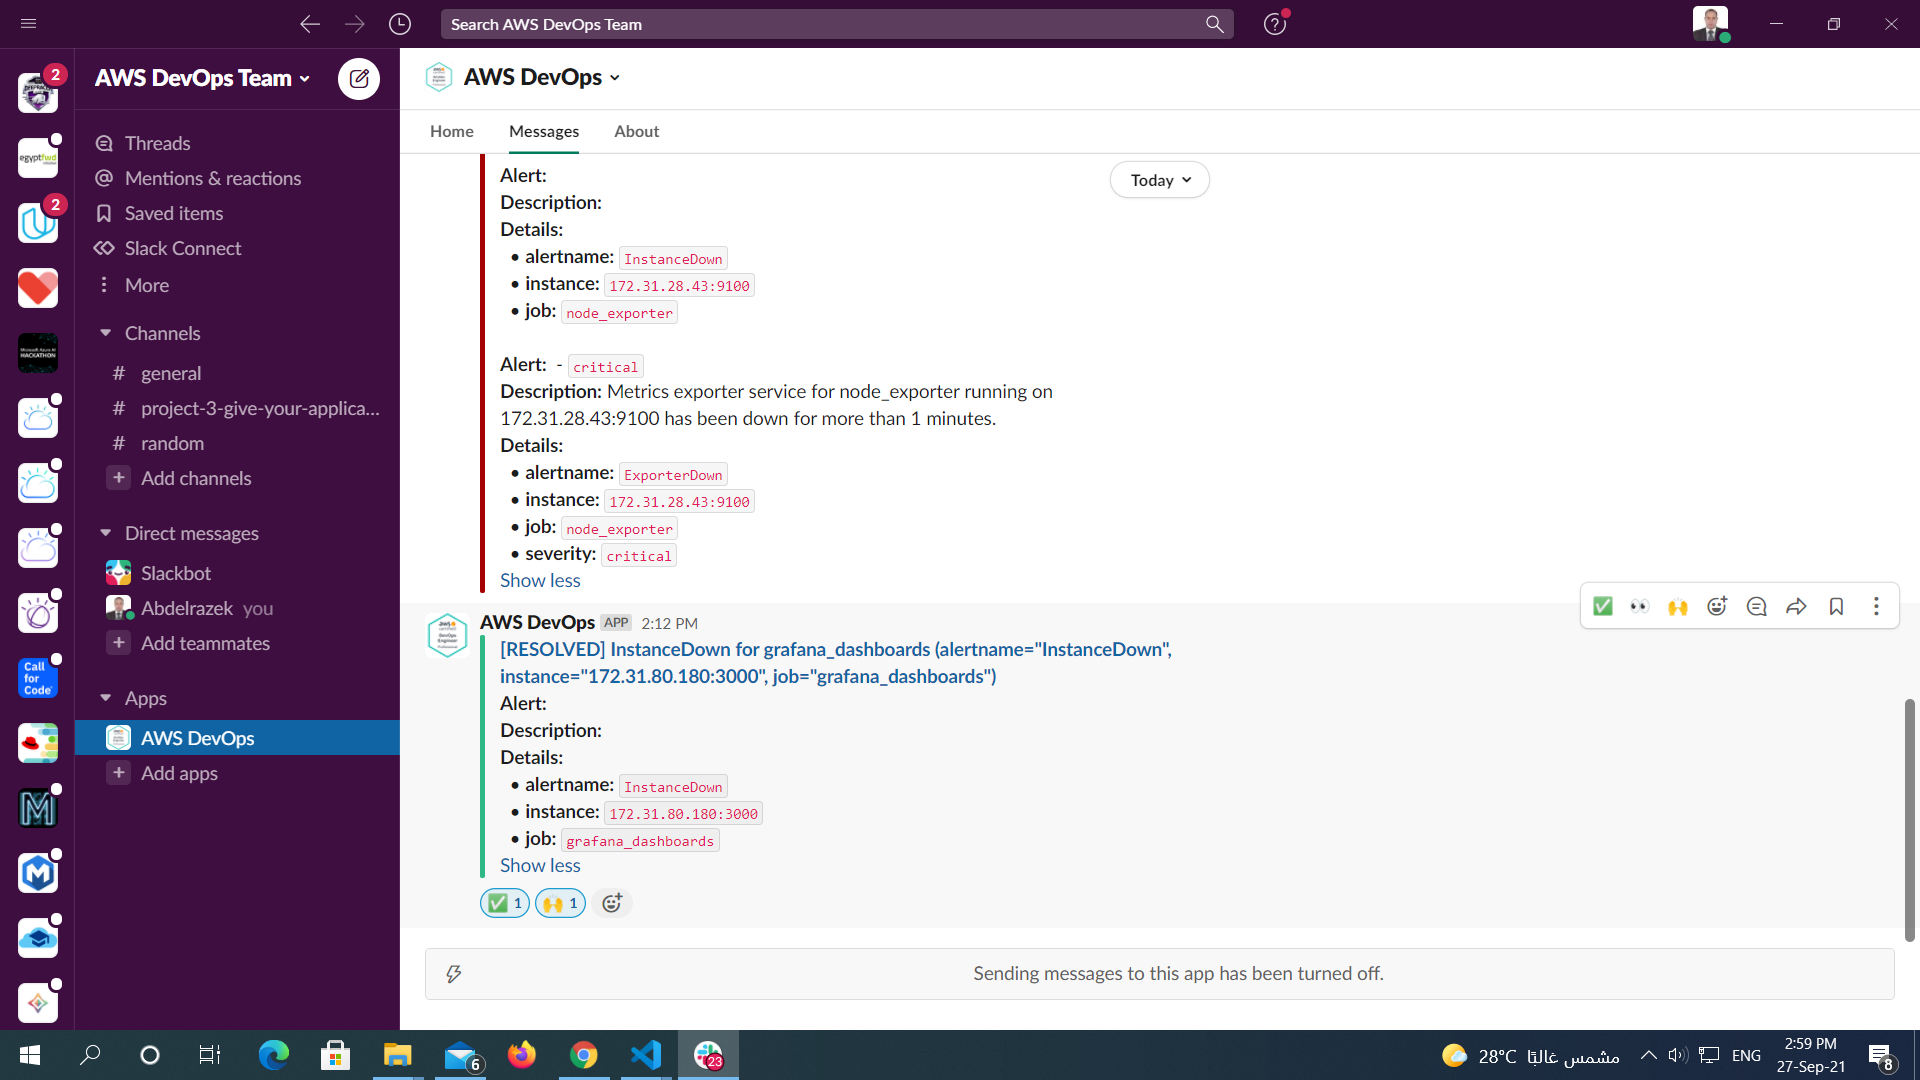 Search AWS DevOps Team
2
AWS DevOps Team
AWS DevOps
Home
Messages
About
Threads
Mentions & reactions
Saved items
Slack Connect
More
Channels
# general
# project-3-give-your-applica...
# random
+ Add channels
Direct messages
Slackbot
Abdelrazek you
+ Add teammates
Apps
AWS DevOps
+ Add apps
egyptfwd
2
HACKATHON
Call
for
Code
Today
Alert:
Description:
Details:
• alertname: InstanceDown
• instance: 172.31.28.43:9100
• job: node_exporter
Alert: - critical
Description: Metrics exporter service for node_exporter running on
172.31.28.43:9100 has been down for more than 1 minutes.
Details:
• alertname: ExporterDown
• instance: 172.31.28.43:9100
• job: node_exporter
• severity: critical
Show less
AWS DevOps APP 2:12 PM
[RESOLVED] InstanceDown for grafana_dashboards (alertname="InstanceDown",
instance="172.31.80.180:3000", job="grafana_dashboards")
Alert:
Description:
Details:
• alertname: InstanceDown
• instance: 172.31.80.180:3000
• job: grafana_dashboards
Show less
1 1
Sending messages to this app has been turned off.
6
23
28°C مشمس غالبًا
ENG
2:59 PM
27-Sep-21
8